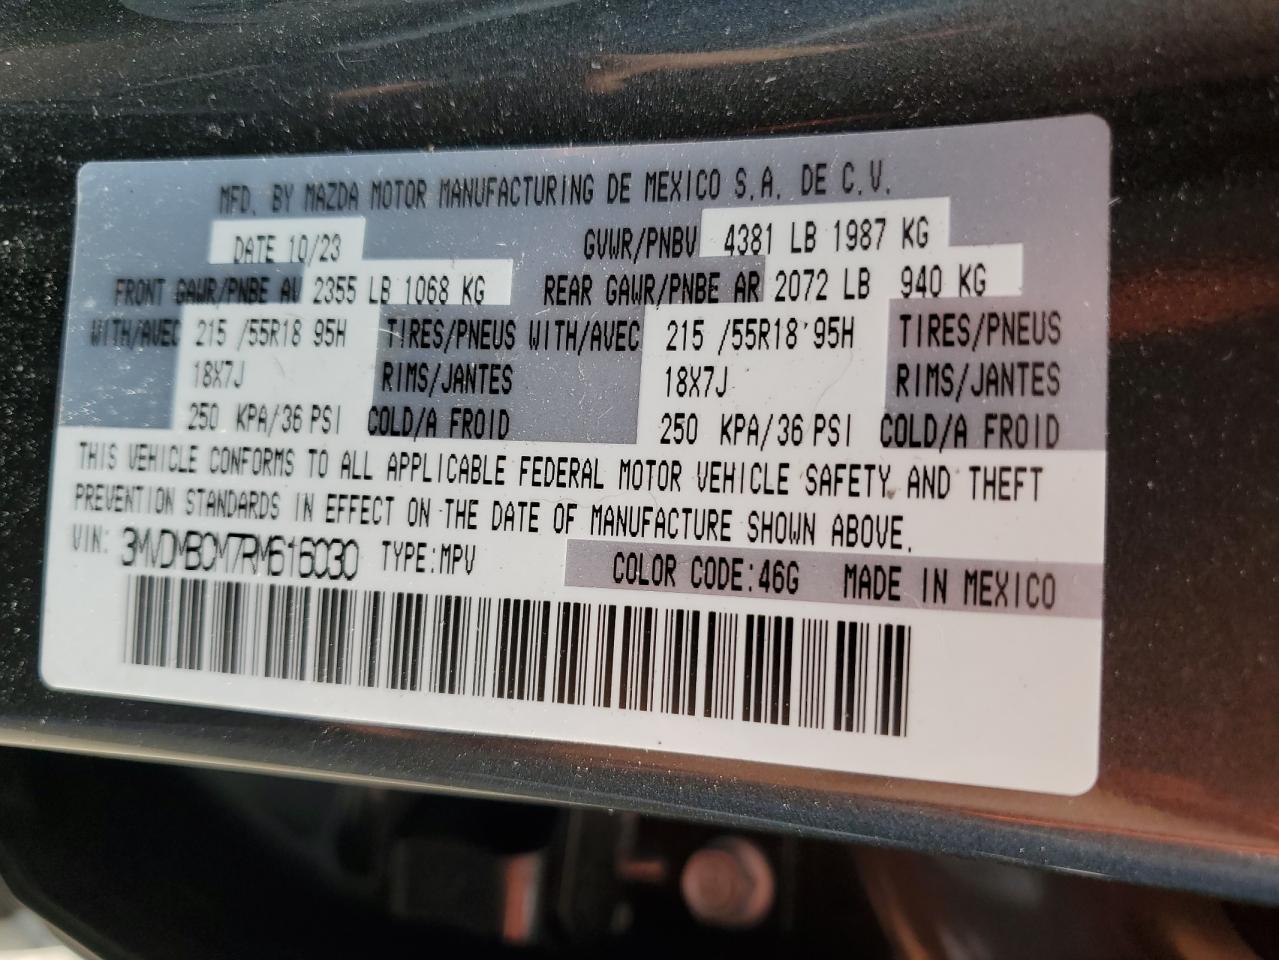 MFD. BY MAZDA MOTOR MANUFACTURING DE MEXICO S.A. DE C.V.
DATE 10/23 GVWR/PNBV 4381 LB 1987 KG
FRONT GAWR/PNBE AV 2355 LB 1068 KG REAR GAWR/PNBE AR 2072 LB 940 KG
WITH/AVEC 215 /55R18 95H TIRES/PNEUS WITH/AVEC 215 /55R18 95H TIRES/PNEUS
18X7J RIMS/JANTES 18X7J RIMS/JANTES
250 KPA/36 PSI COLD/A FROID 250 KPA/36 PSI COLD/A FROID
THIS VEHICLE CONFORMS TO ALL APPLICABLE FEDERAL MOTOR VEHICLE SAFETY AND THEFT
PREVENTION STANDARDS IN EFFECT ON THE DATE OF MANUFACTURE SHOWN ABOVE.
VIN: 3MVDMBCM7RM616030 TYPE:MPV COLOR CODE:46G MADE IN MEXICO